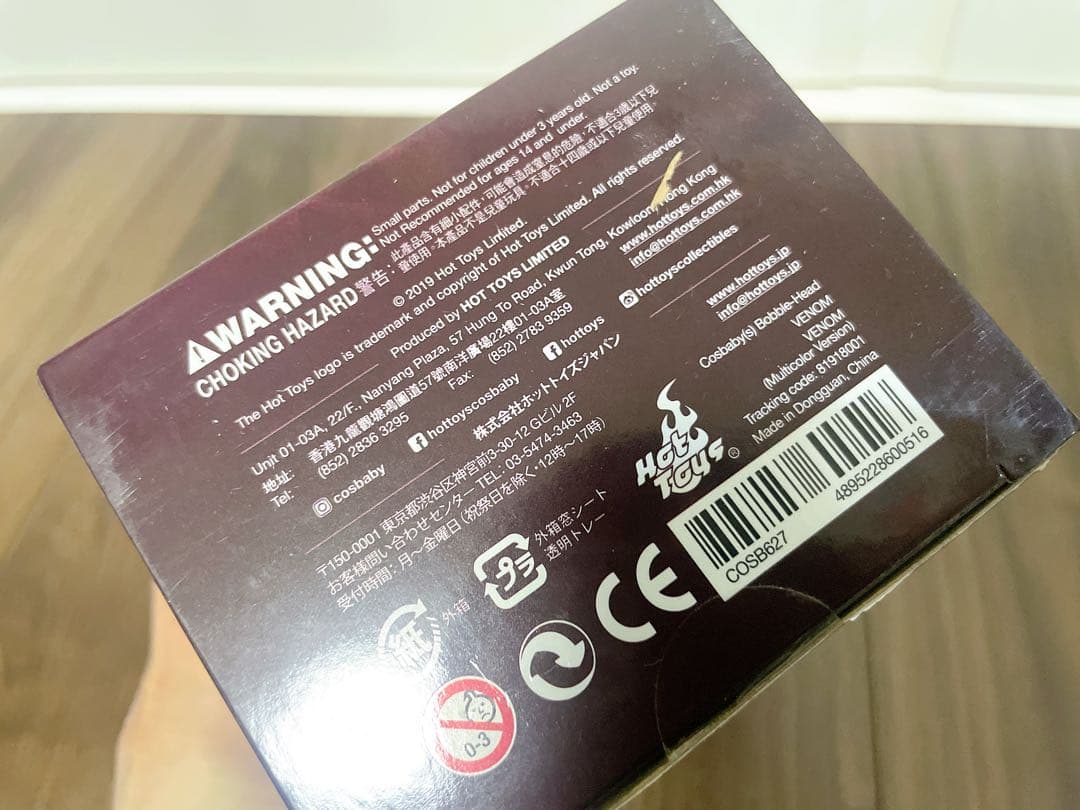 WARNING:
CHOKING HAZARD
Small parts. Not for children under 3 years old. Not a toy.
Not Recommended for ages 14 and under.
警告：
此產品含有細小配件，可能會造成窒息的危險，不適合3歲以下兒
童使用。本產品不是兒童玩具。不適合十四歲或以下兒童使用。
© 2019 Hot Toys Limited.
The Hot Toys logo is trademark and copyright of Hot Toys Limited. All rights reserved.
Produced by HOT TOYS LIMITED
Unit 01-03A, 22/F., Nanyang Plaza, 57 Hung To Road, Kwun Tong, Kowloon, Hong Kong
地址: 香港九龍觀塘鴻圖道57號南洋廣場22樓01-03A室
www.hottoys.com.hk
Tel: (852) 2836 3295
Fax: (852) 2783 9359
info@hottoys.com.hk
cosbaby
hottoyscosbaby
hottoys
hottoyscollectibles
株式会社ホットトイズジャパン
〒150-0001 東京都渋谷区神宮前3-30-12 Gビル2F
www.hottoys.jp
お客様問い合わせセンター TEL: 03-5474-3463
info@hottoys.jp
受付時間：月～金曜日 (祝祭日を除く・12時～17時)
Cosbaby(s) Bobble-Head
VENOM
VENOM
(Multicolor Version)
Tracking code: 81918001
Made in Dongguan, China
Hot
Toys
®
紙
外箱
プラ
外箱窓シート
透明トレー
CE
0-3
COSB627
4895228600516